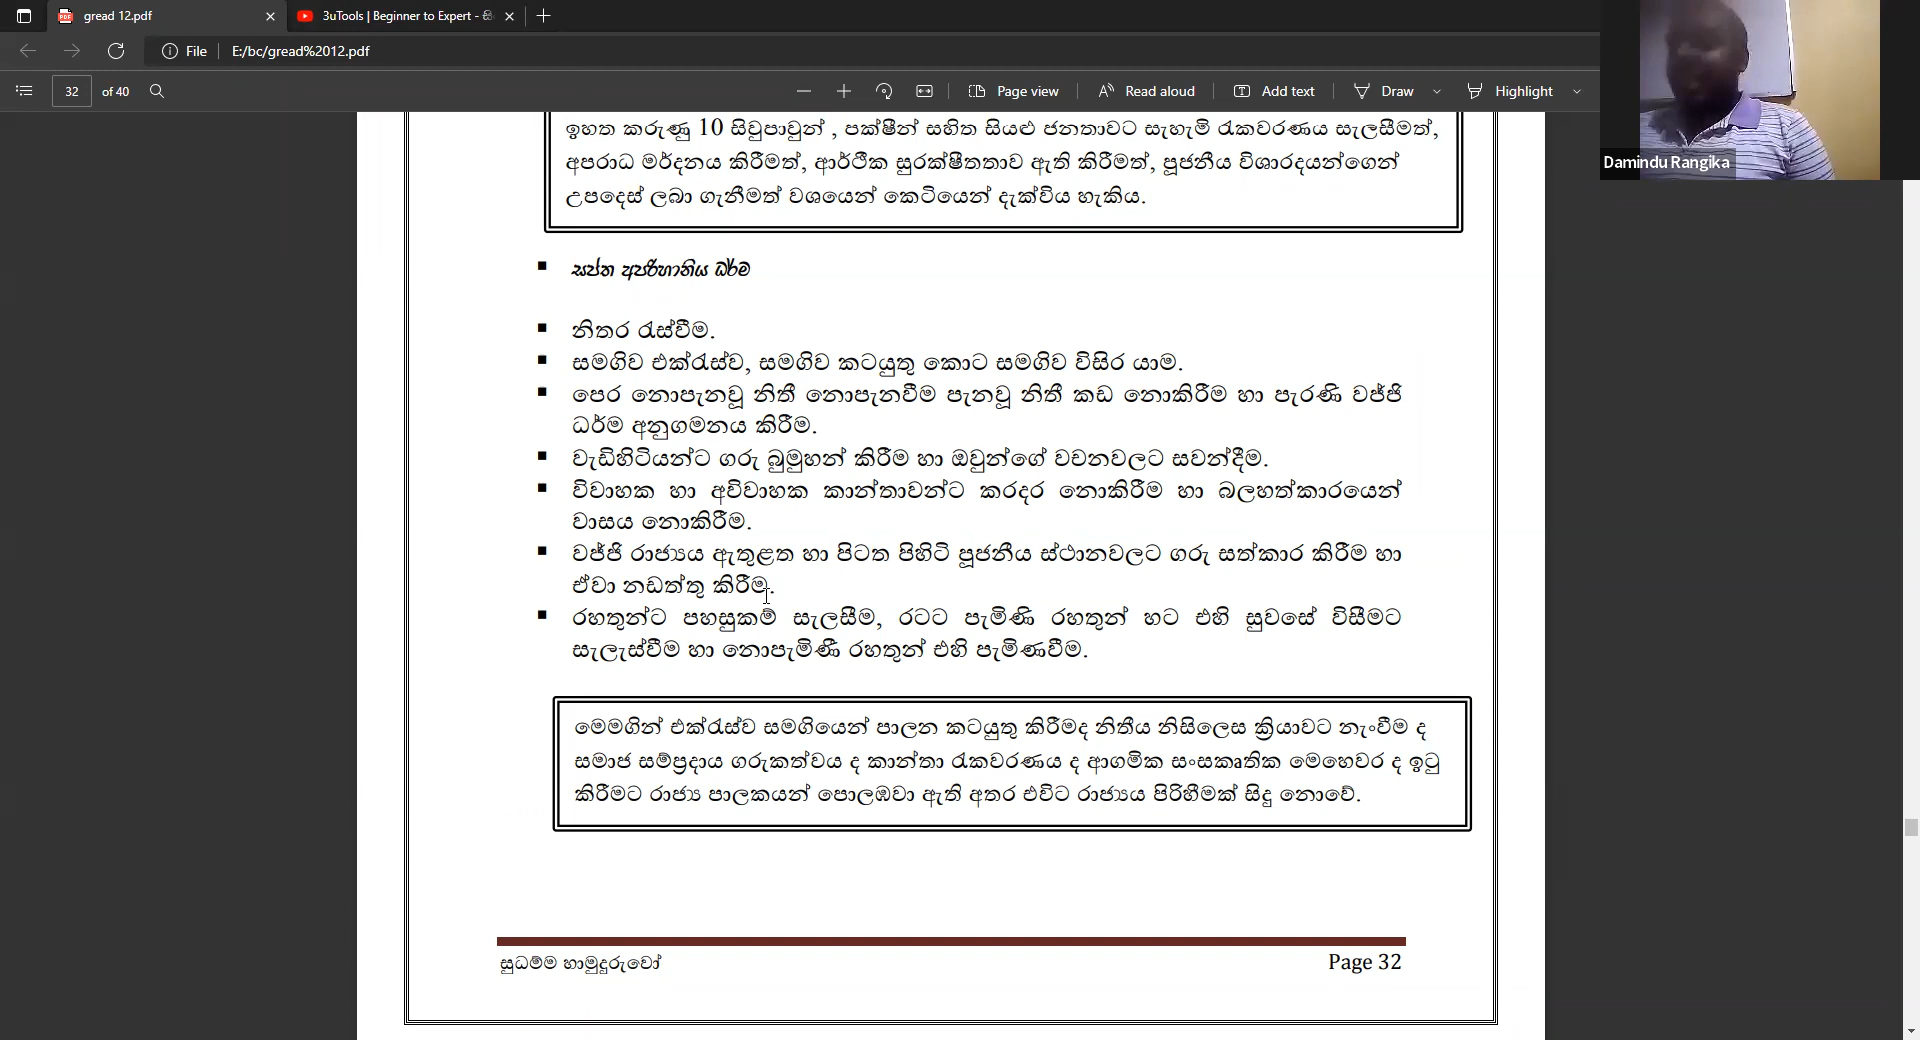 gread 12.pdf
3uTools | Beginner to Expert - සි
File
E:/bc/gread%2012.pdf
32 of 40
Page view
Read aloud
Add text
Draw
Highlight
Damindu Rangika
ඉහත කරුණු 10 සිවුපාවුන් , පක්ෂීන් සහිත සියළු ජනතාවට සැහැමි රැකවරණය සැලසීමත්,
අපරාධ මර්දනය කිරීමත්, ආර්ථික සුරක්ෂීතතාව ඇති කිරීමත්, පූජනීය විශාරදයන්ගෙන්
උපදෙස් ලබා ගැනීමත් වශයෙන් කෙටියෙන් දැක්විය හැකිය.
සප්ත අපරිහානිය ධර්ම
නිතර රැස්වීම.
සමගිව එක්රැස්ව, සමගිව කටයුතු කොට සමගිව විසිර යාම.
පෙර නොපැනවූ නිතී නොපැනවීම පැනවූ නිතී කඩ නොකිරීම හා පැරණි වජ්ජි
ධර්ම අනුගමනය කිරීම.
වැඩිහිටියන්ට ගරු බුමුහන් කිරීම හා ඔවුන්ගේ වචනවලට සවන්දීම.
විවාහක හා අවිවාහක කාන්තාවන්ට කරදර නොකිරීම හා බලහත්කාරයෙන්
වාසය නොකිරීම.
වජ්ජි රාජ්‍යය ඇතුළත හා පිටත පිහිටි පූජනීය ස්ථානවලට ගරු සත්කාර කිරීම හා
ඒවා නඩත්තු කිරීම.
රහතුන්ට පහසුකම් සැලසීම, රටට පැමිණි රහතුන් හට එහි සුවසේ විසීමට
සැලැස්වීම හා නොපැමිණී රහතුන් එහි පැමිණවීම.
මෙමගින් එක්රැස්ව සමගියෙන් පාලන කටයුතු කිරීමද නිතීය නිසිලෙස ක්‍රියාවට නැංවීම ද
සමාජ සම්ප්‍රදාය ගරුකත්වය ද කාන්තා රැකවරණය ද ආගමික සංසකෘතික මෙහෙවර ද ඉටු
කිරීමට රාජ්‍ය පාලකයන් පොලඹවා ඇති අතර එවිට රාජ්‍යය පිරිහීමක් සිදු නොවේ.
සුධම්ම හාමුදුරුවෝ
Page 32